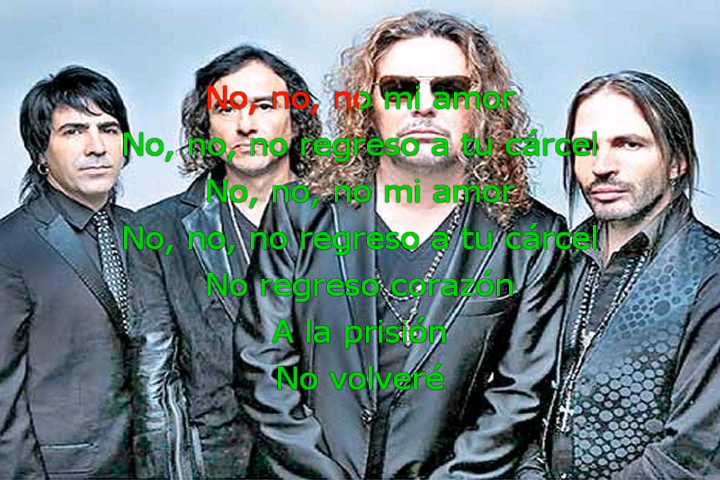 No, no, no mi amor
No, no, no regreso a tu cárcel
No, no, no mi amor
No, no, no regreso a tu cárcel
No regreso corazón
A la prisión
No volveré